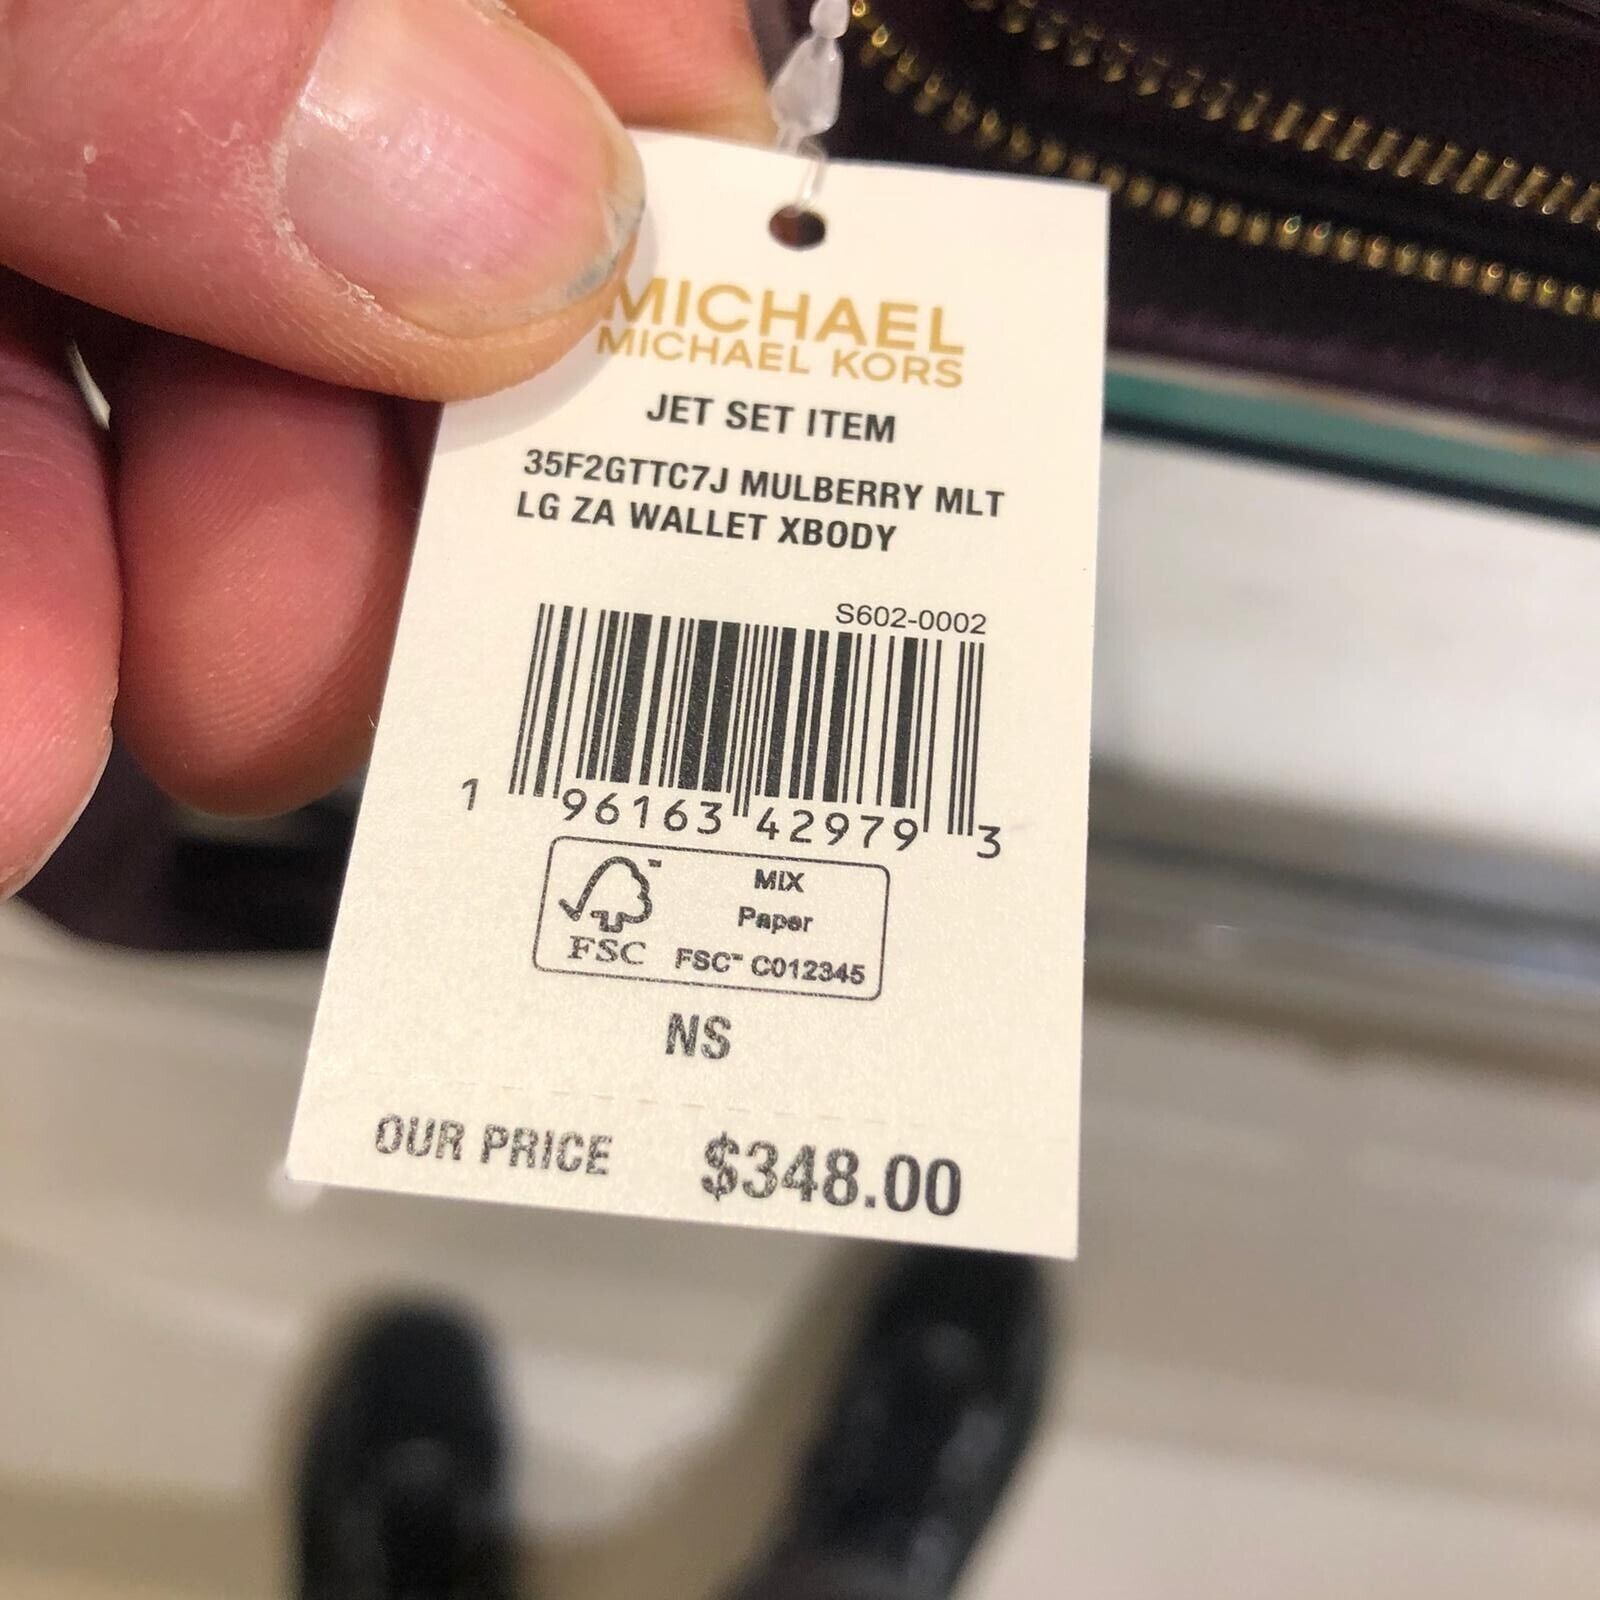 MICHAEL
MICHAEL KORS
JET SET ITEM
35F2GTTC7J MULBERRY MLT
LG ZA WALLET XBODY
S602-0002
1 96163 42979 3
FSC
MIX
Paper
FSC™ C012345
NS
OUR PRICE $348.00